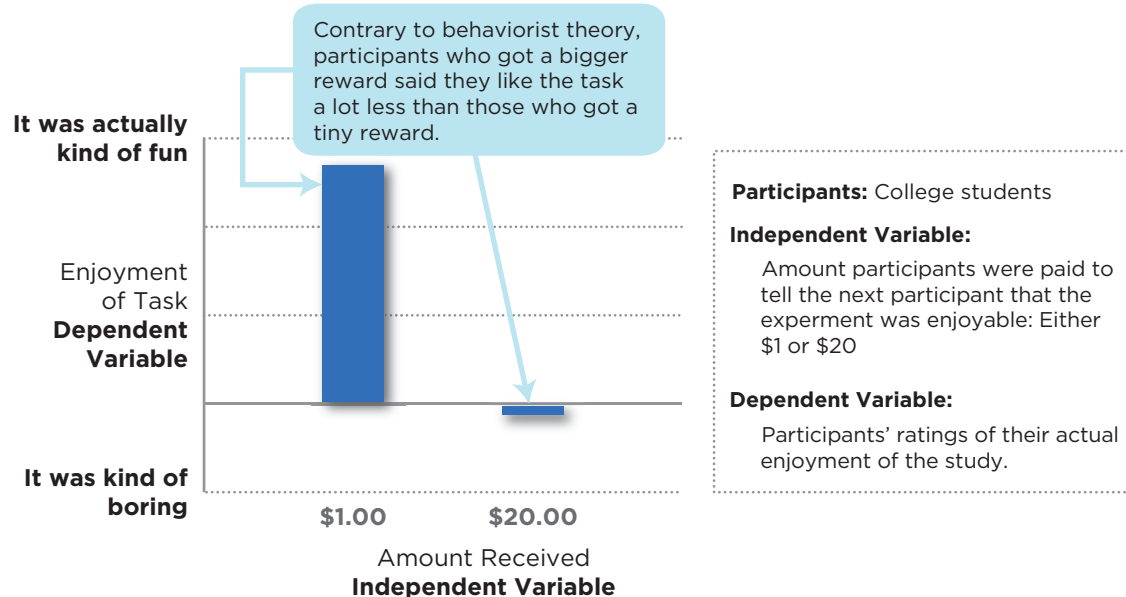 Contrary to behaviorist theory,
participants who got a bigger
reward said they like the task
a lot less than those who got a
tiny reward.
It was actually
kind of fun
Enjoyment
of Task
Dependent
Variable
It was kind of
boring
$1.00
$20.00
Amount Received
Independent Variable
Participants: College students
Independent Variable:
Amount participants were paid to
tell the next participant that the
experment was enjoyable: Either
$1 or $20
Dependent Variable:
Participants’ ratings of their actual
enjoyment of the study.